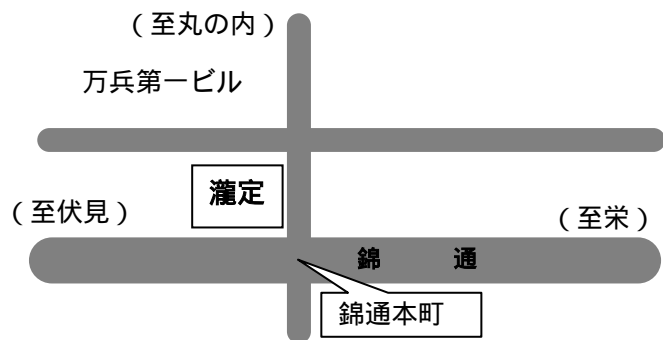 （至丸の内）
万兵第一ビル
瀧定
（至伏見）
（至栄）
錦 通
錦通本町